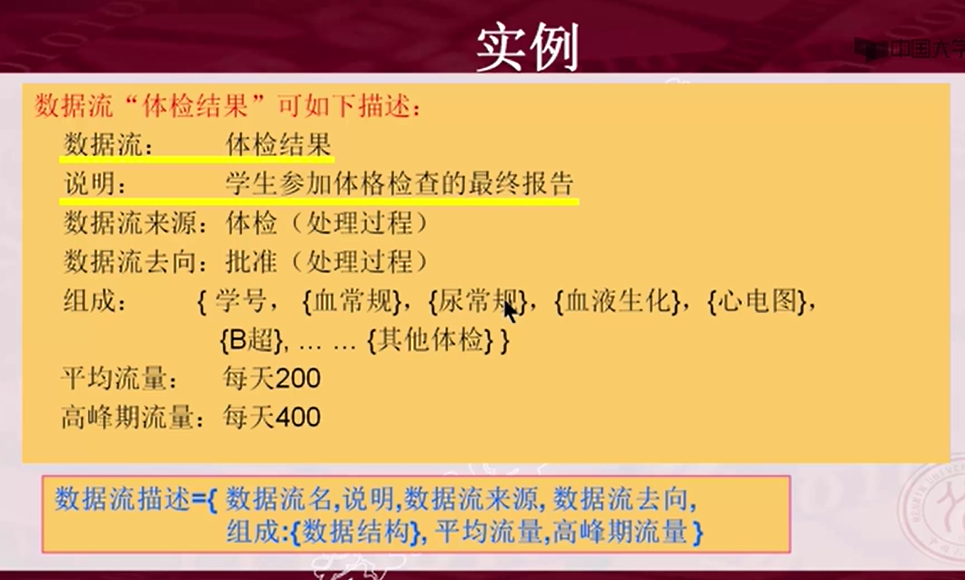 实例
中国大学
数据流“体检结果”可如下描述：
数据流： 体检结果
说明： 学生参加体格检查的最终报告
数据流来源：体检（处理过程）
数据流去向：批准（处理过程）
组成： { 学号， {血常规}，{尿常规}，{血液生化}，{心电图}，
{B超}, … … {其他体检} }
平均流量： 每天200
高峰期流量：每天400
数据流描述={ 数据流名,说明,数据流来源, 数据流去向,
组成:{数据结构}, 平均流量,高峰期流量 }